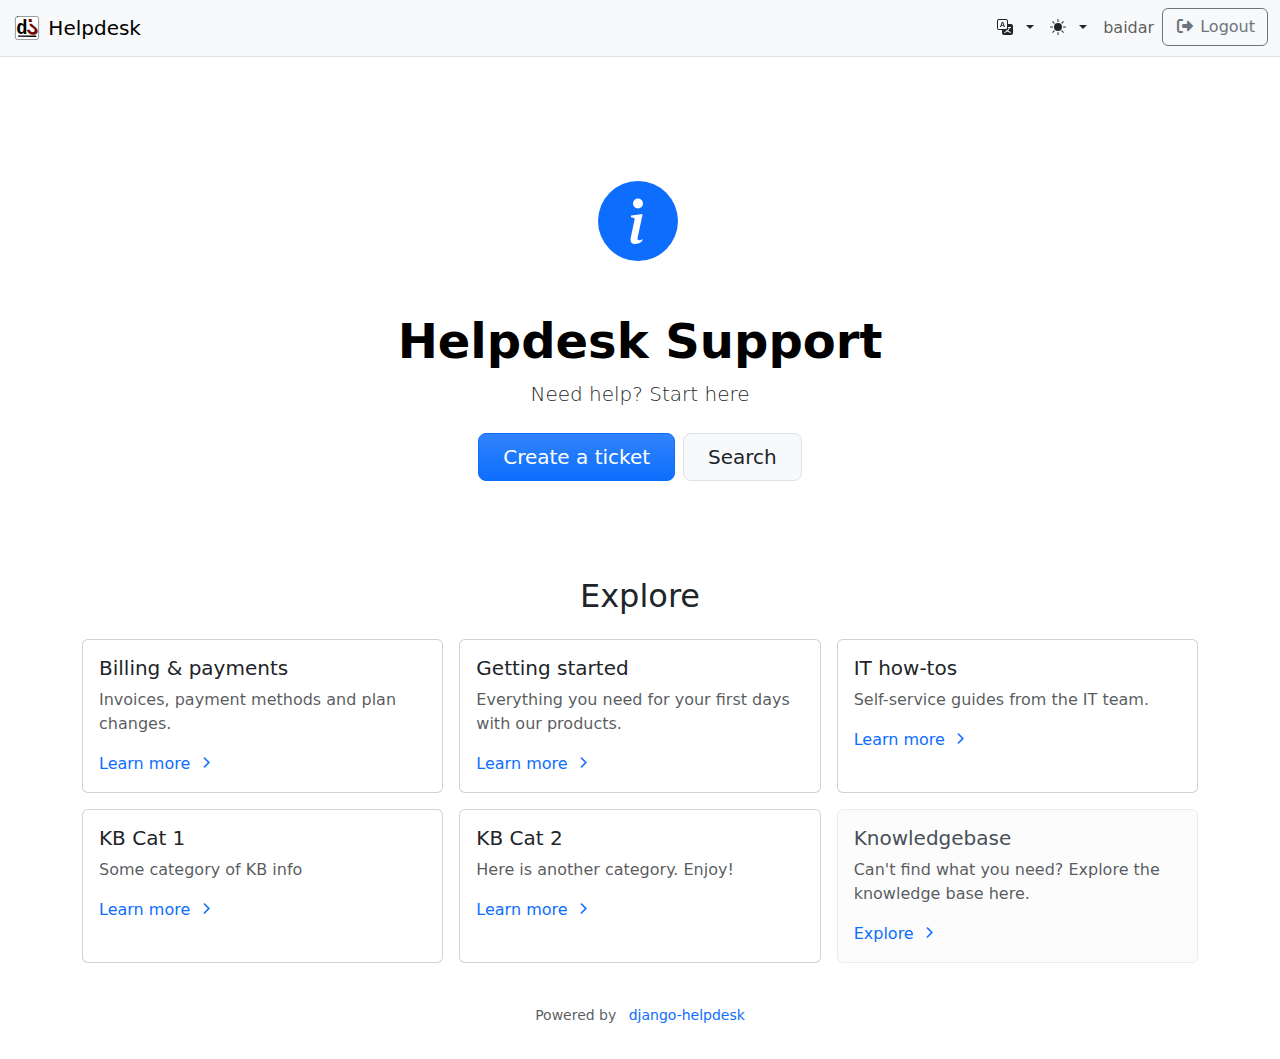 Helpdesk
baidar
Logout
Helpdesk Support
Need help? Start here
Create a ticket
Search
Explore
Billing & payments
Invoices, payment methods and plan
changes.
Learn more
Getting started
Everything you need for your first days
with our products.
Learn more
IT how-tos
Self-service guides from the IT team.
Learn more
KB Cat 1
Some category of KB info
Learn more
KB Cat 2
Here is another category. Enjoy!
Learn more
Knowledgebase
Can't find what you need? Explore the
knowledge base here.
Explore
Powered by django-helpdesk